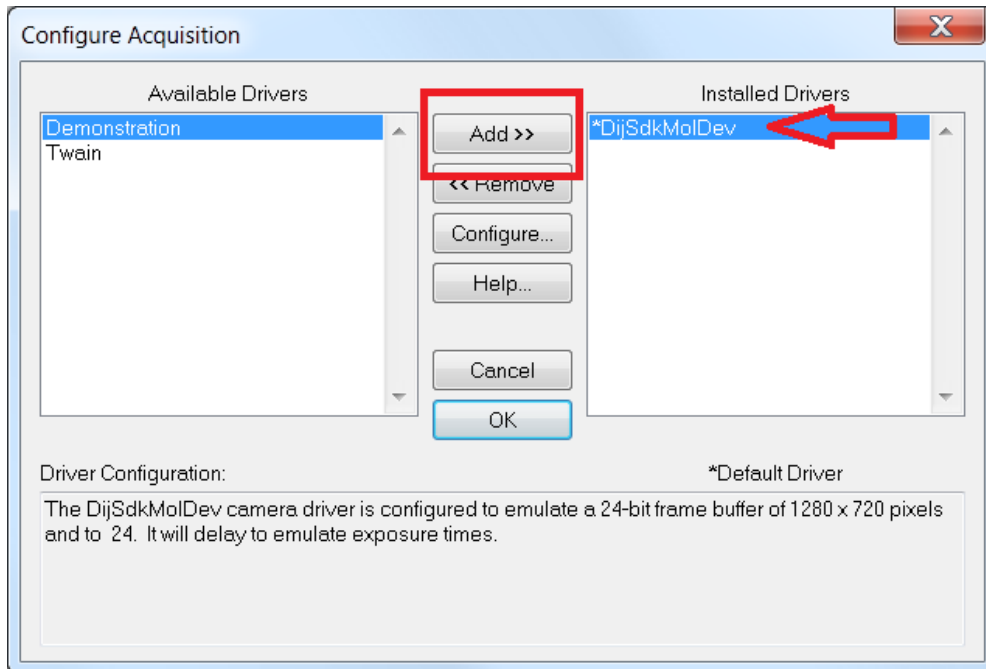 Configure Acquisition
X
Available Drivers
Installed Drivers
Demonstration
Twain
Add >>
<< Remove
Configure...
Help...
Cancel
OK
*DijSdkMolDev
Driver Configuration:
*Default Driver
The DijSdkMolDev camera driver is configured to emulate a 24-bit frame buffer of 1280 x 720 pixels
and to  24.  It will delay to emulate exposure times.